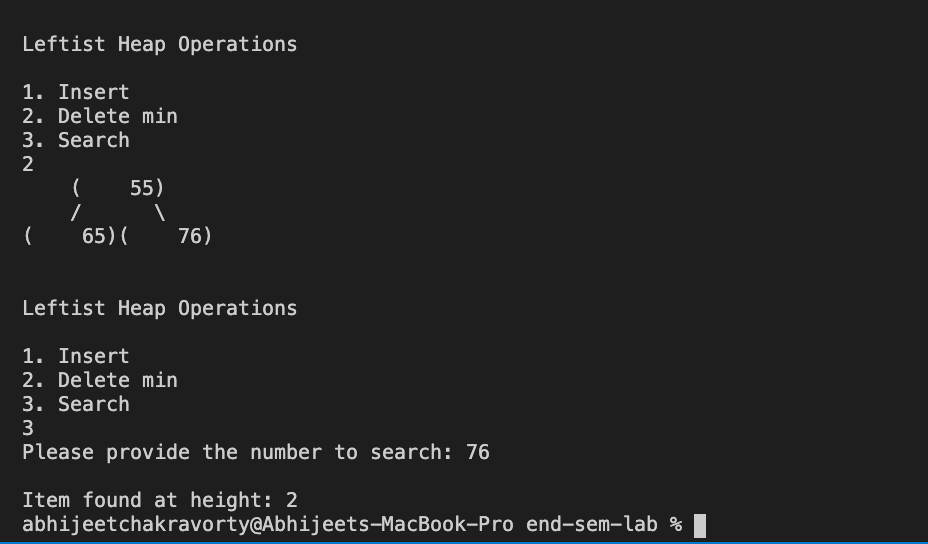 Leftist Heap Operations
1. Insert
2. Delete min
3. Search
2
(    55)
/      \
(    65)(    76)
Leftist Heap Operations
1. Insert
2. Delete min
3. Search
3
Please provide the number to search: 76
Item found at height: 2
abhijeetchakravorty@Abhijeets-MacBook-Pro end-sem-lab %